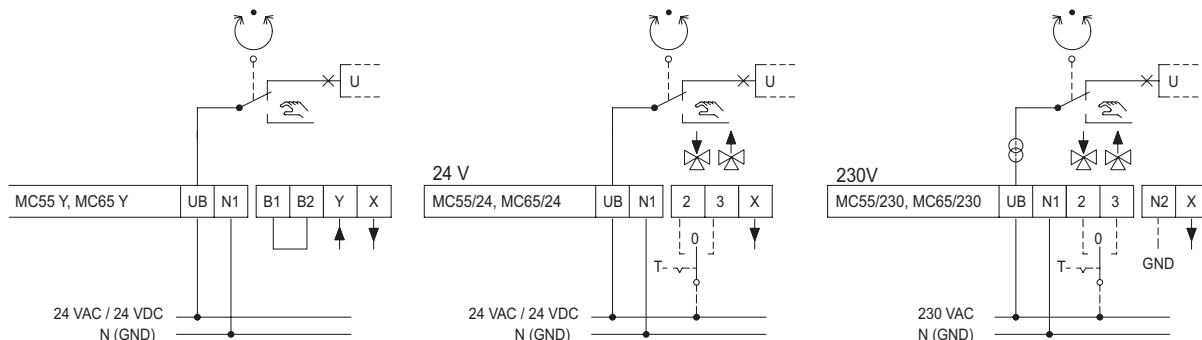 U
MC55 Y, MC65 Y UB N1 B1 B2 Y X
24 VAC / 24 VDC
N (GND)
U
24 V
MC55/24, MC65/24 UB N1 2 3 X
0
T
24 VAC / 24 VDC
N (GND)
U
230V
MC55/230, MC65/230 UB N1 2 3 N2 X
0
T
GND
230 VAC
N (GND)